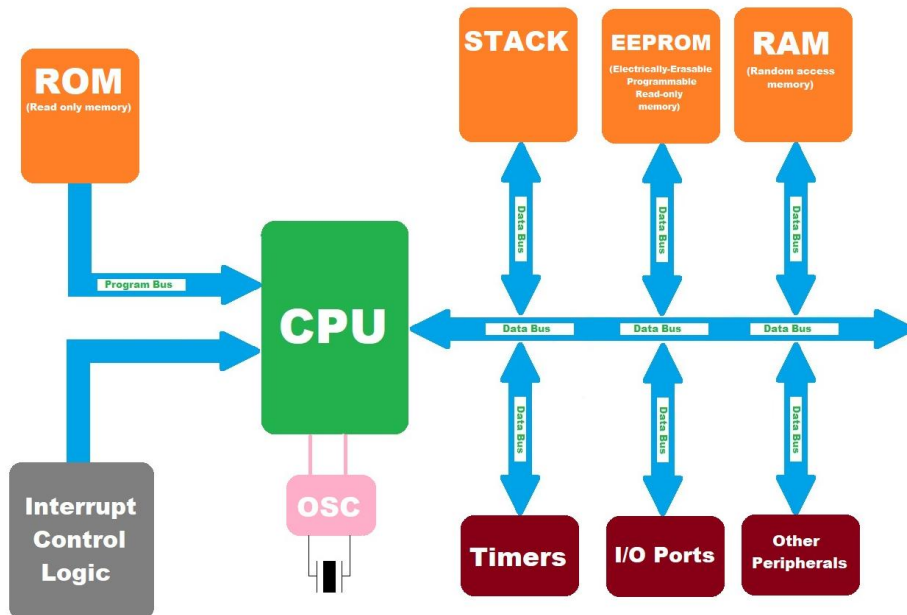 ROM
(Read only memory)
STACK
EEPROM
(Electrically-Erasable
Programmable
Read-only
memory)
RAM
(Random access
memory)
Data Bus
Data Bus
Data Bus
Program Bus
CPU
Data Bus
Data Bus
Data Bus
Data Bus
Data Bus
Data Bus
Interrupt
Control
Logic
OSC
Timers
I/O Ports
Other
Peripherals